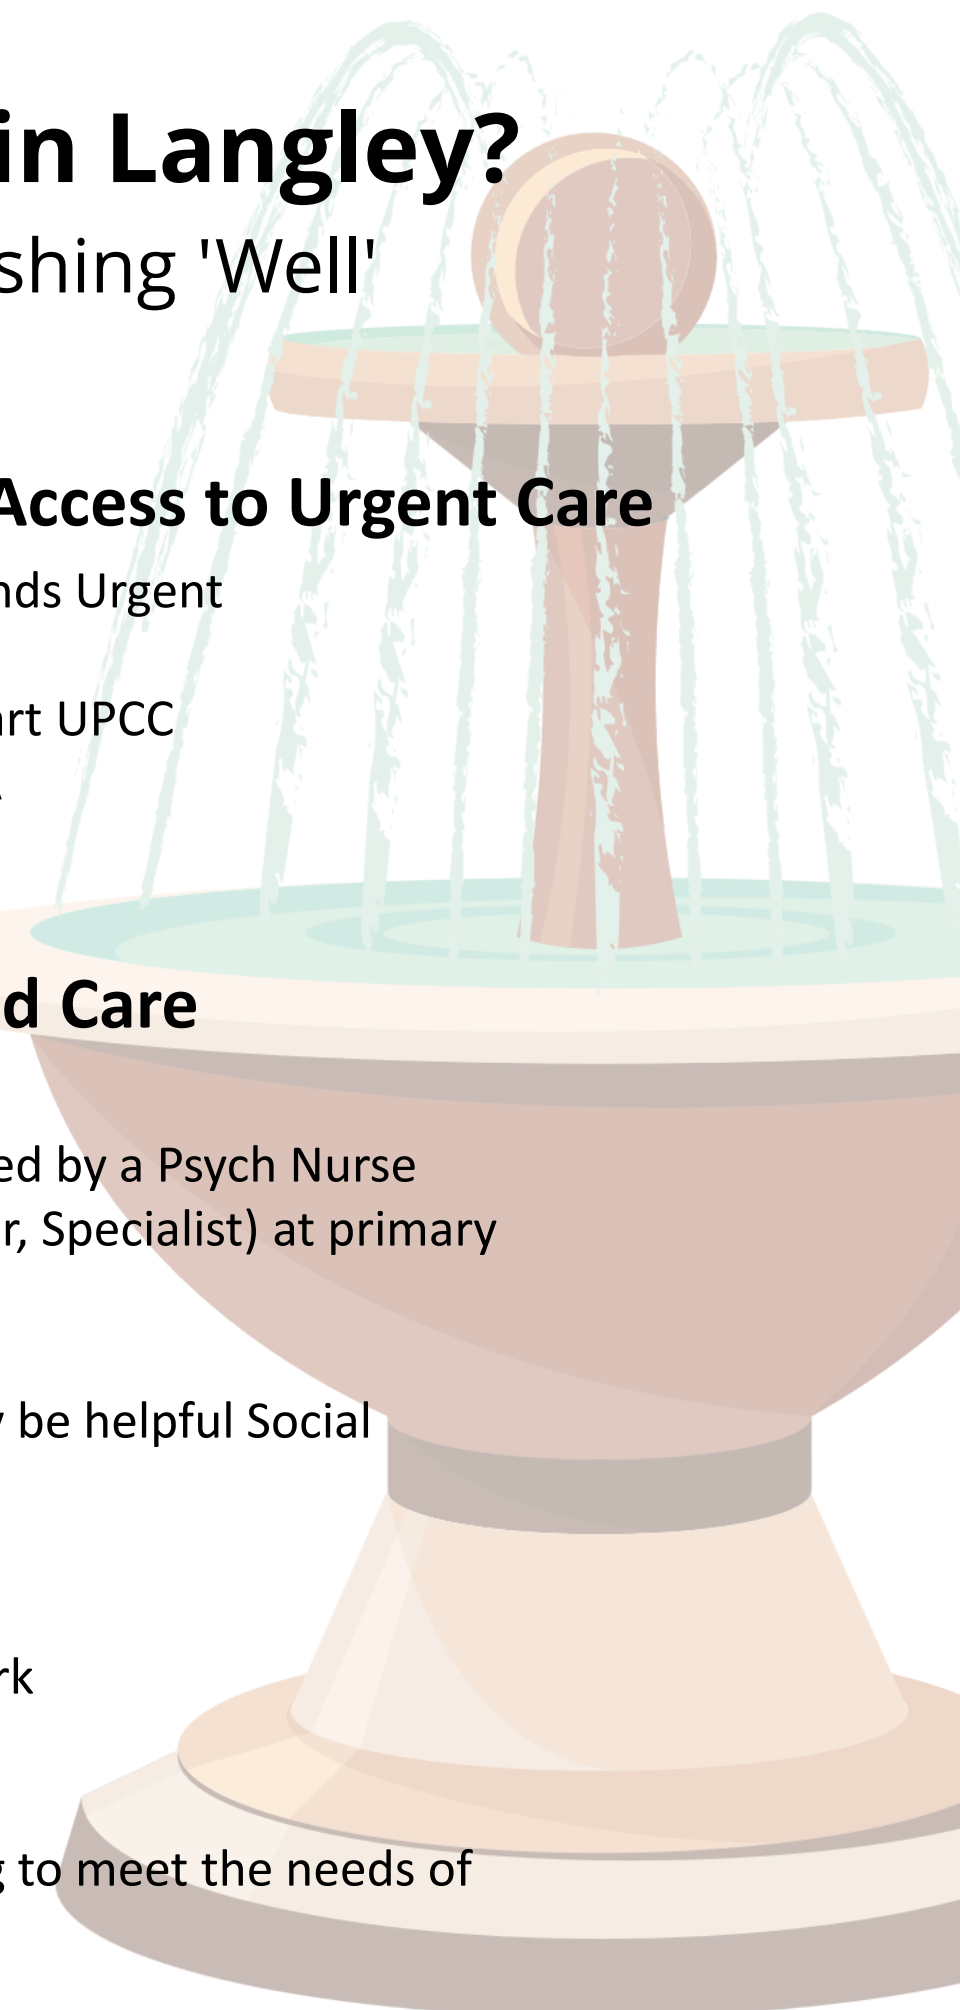 in Langley?
shing 'Well'
Access to Urgent Care
nds Urgent
art UPCC
d Care
ed by a Psych Nurse
r, Specialist) at primary
be helpful Social
rk
to meet the needs of